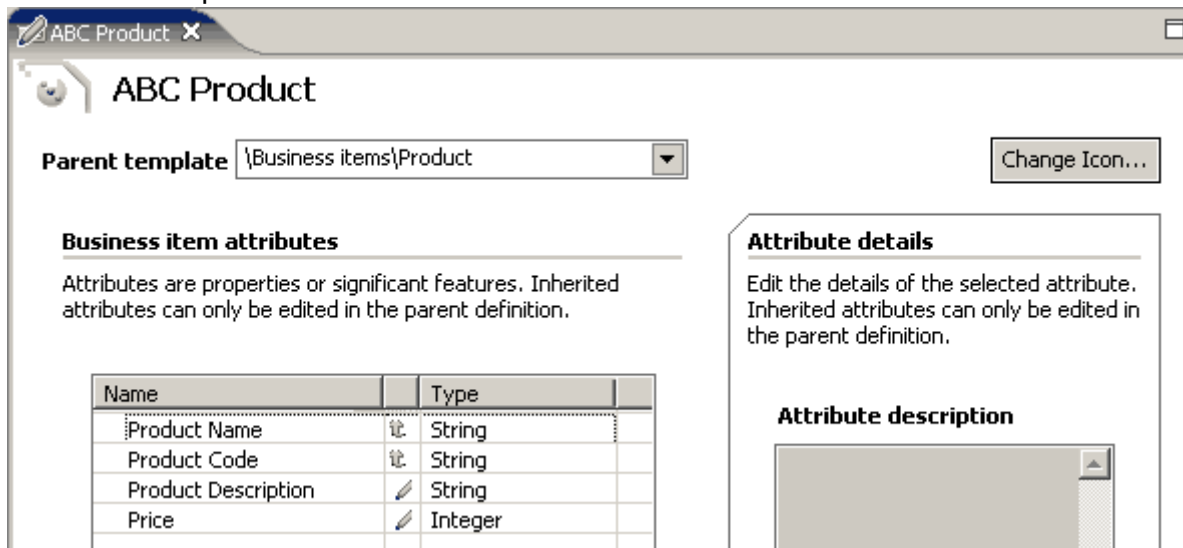 ABC Product
ABC Product
Parent template \Business items\Product Change Icon...
Business item attributes
Attributes are properties or significant features. Inherited
attributes can only be edited in the parent definition.
Name Type
Product Name String
Product Code String
Product Description String
Price Integer
Attribute details
Edit the details of the selected attribute.
Inherited attributes can only be edited in
the parent definition.
Attribute description